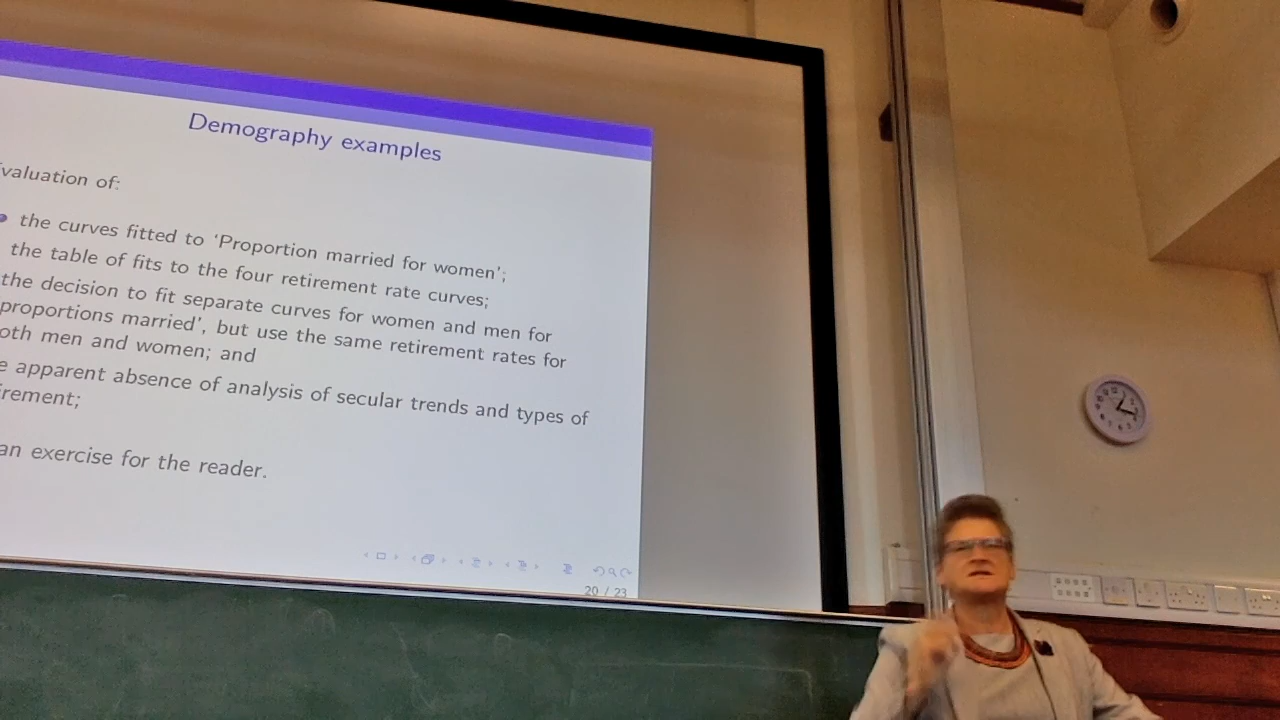 Demography examples
valuation of:
the curves fitted to ‘Proportion married for women’;
the table of fits to the four retirement rate curves;
the decision to fit separate curves for women and men for
proportions married’, but use the same retirement rates for
oth men and women; and
e apparent absence of analysis of secular trends and types of
irement;
an exercise for the reader.
20 / 23